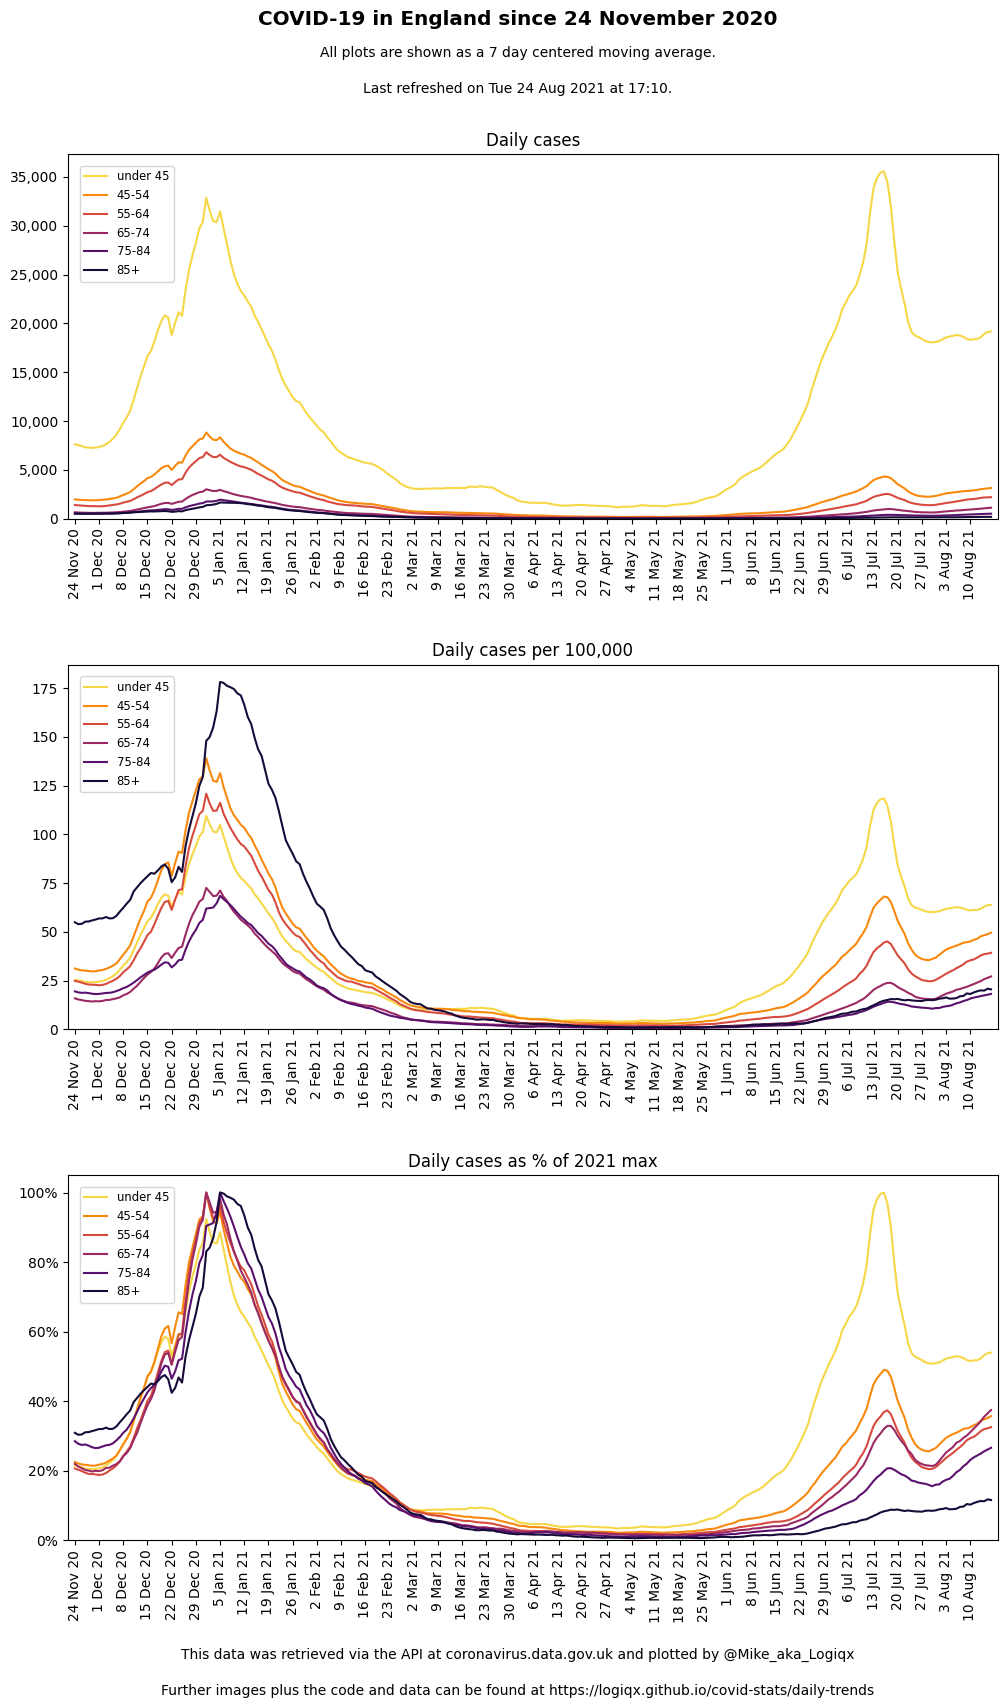 COVID-19 in England since 24 November 2020
All plots are shown as a 7 day centered moving average.
Last refreshed on Tue 24 Aug 2021 at 17:10.
Daily cases
under 45
45-54
55-64
65-74
75-84
85+
35,000
30,000
25,000
20,000
15,000
10,000
5,000
0
24 Nov 20
1 Dec 20
8 Dec 20
15 Dec 20
22 Dec 20
29 Dec 20
5 Jan 21
12 Jan 21
19 Jan 21
26 Jan 21
2 Feb 21
9 Feb 21
16 Feb 21
23 Feb 21
2 Mar 21
9 Mar 21
16 Mar 21
23 Mar 21
30 Mar 21
6 Apr 21
13 Apr 21
20 Apr 21
27 Apr 21
4 May 21
11 May 21
18 May 21
25 May 21
1 Jun 21
8 Jun 21
15 Jun 21
22 Jun 21
29 Jun 21
6 Jul 21
13 Jul 21
20 Jul 21
27 Jul 21
3 Aug 21
10 Aug 21
Daily cases per 100,000
under 45
45-54
55-64
65-74
75-84
85+
175
150
125
100
75
50
25
0
24 Nov 20
1 Dec 20
8 Dec 20
15 Dec 20
22 Dec 20
29 Dec 20
5 Jan 21
12 Jan 21
19 Jan 21
26 Jan 21
2 Feb 21
9 Feb 21
16 Feb 21
23 Feb 21
2 Mar 21
9 Mar 21
16 Mar 21
23 Mar 21
30 Mar 21
6 Apr 21
13 Apr 21
20 Apr 21
27 Apr 21
4 May 21
11 May 21
18 May 21
25 May 21
1 Jun 21
8 Jun 21
15 Jun 21
22 Jun 21
29 Jun 21
6 Jul 21
13 Jul 21
20 Jul 21
27 Jul 21
3 Aug 21
10 Aug 21
Daily cases as % of 2021 max
under 45
45-54
55-64
65-74
75-84
85+
100%
80%
60%
40%
20%
0%
24 Nov 20
1 Dec 20
8 Dec 20
15 Dec 20
22 Dec 20
29 Dec 20
5 Jan 21
12 Jan 21
19 Jan 21
26 Jan 21
2 Feb 21
9 Feb 21
16 Feb 21
23 Feb 21
2 Mar 21
9 Mar 21
16 Mar 21
23 Mar 21
30 Mar 21
6 Apr 21
13 Apr 21
20 Apr 21
27 Apr 21
4 May 21
11 May 21
18 May 21
25 May 21
1 Jun 21
8 Jun 21
15 Jun 21
22 Jun 21
29 Jun 21
6 Jul 21
13 Jul 21
20 Jul 21
27 Jul 21
3 Aug 21
10 Aug 21
This data was retrieved via the API at coronavirus.data.gov.uk and plotted by @Mike_aka_Logiqx
Further images plus the code and data can be found at https://logiqx.github.io/covid-stats/daily-trends